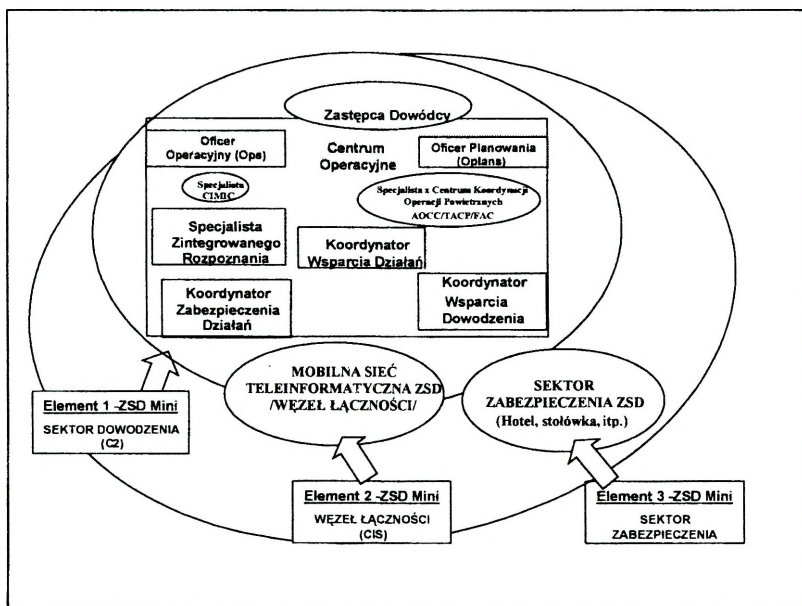 Zastępca Dowódcy
Oficer
Operacyjny (Ops)
Centrum
Operacyjne
Oficer Planowania
(Oplans)
Specjalista
CIMIC
Specjalista z Centrum Koordynacji
Operacji Powietrznych
AOCC/TACP/FAC
Specjalista
Zintegrowanego
Rozpoznania
Koordynator
Wsparcia Działań
Koordynator
Zabezpieczenia
Działań
Koordynator
Wsparcia
Dowodzenia
MOBILNA SIEĆ
TELEINFORMATYCZNA ZSD
/WĘZEŁ ŁĄCZNOŚCI/
SEKTOR
ZABEZPIECZENIA ZSD
(Hotel, stołówka, itp.)
Element 1 -ZSD Mini
SEKTOR DOWODZENIA
(C2)
Element 2 -ZSD Mini
WĘZEŁ ŁĄCZNOŚCI
(CIS)
Element 3 -ZSD Mini
SEKTOR
ZABEZPIECZENIA